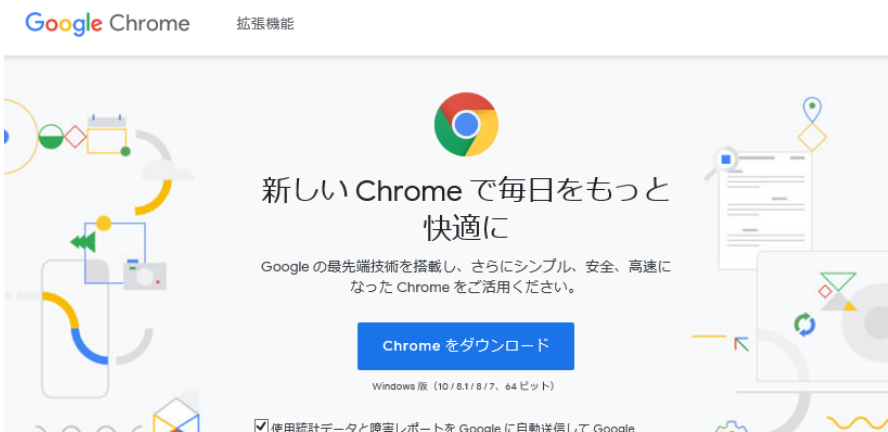 Google Chrome 拡張機能
新しい Chrome で毎日をもっと
快適に
Google の最先端技術を搭載し、さらにシンプル、安全、高速に
なった Chrome をご活用ください。
Chrome をダウンロード
Windows 版（10 / 8.1 / 8 / 7、64 ビット）
使用統計データと障害レポートを Google に自動送信して Google